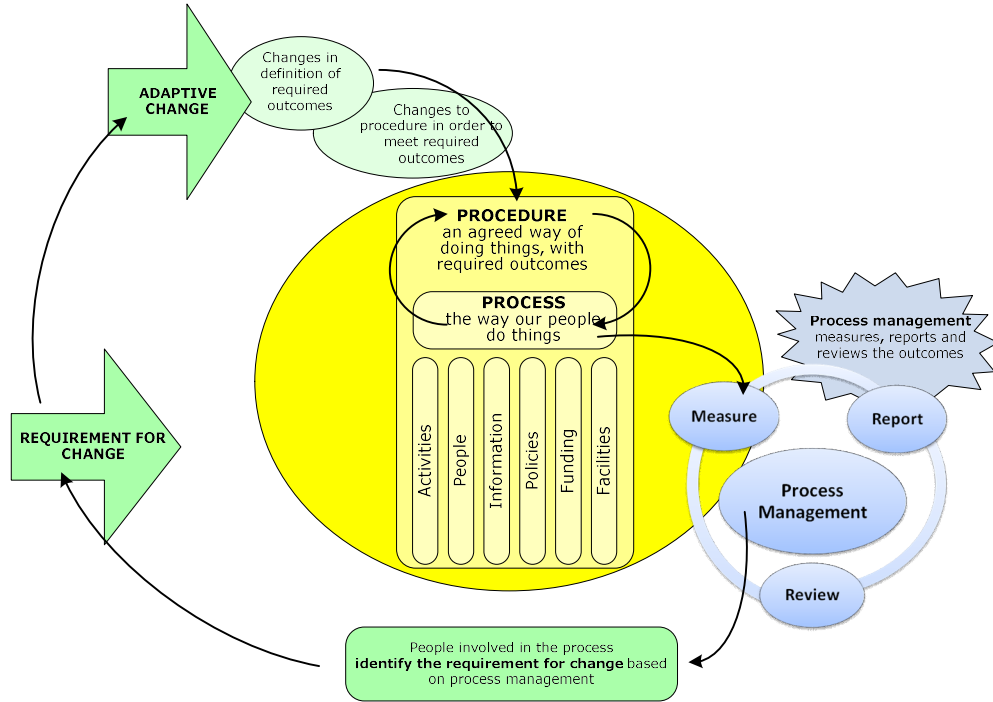 ADAPTIVE
CHANGE
Changes in
definition of
required
outcomes
Changes to
procedure in order to
meet required
outcomes
PROCEDURE
an agreed way of
doing things, with
required outcomes
PROCESS
the way our people
do things
Activities
People
Information
Policies
Funding
Facilities
Process management
measures, reports and
reviews the outcomes
Measure
Report
Process
Management
Review
REQUIREMENT FOR
CHANGE
People involved in the process
identify the requirement for change based
on process management